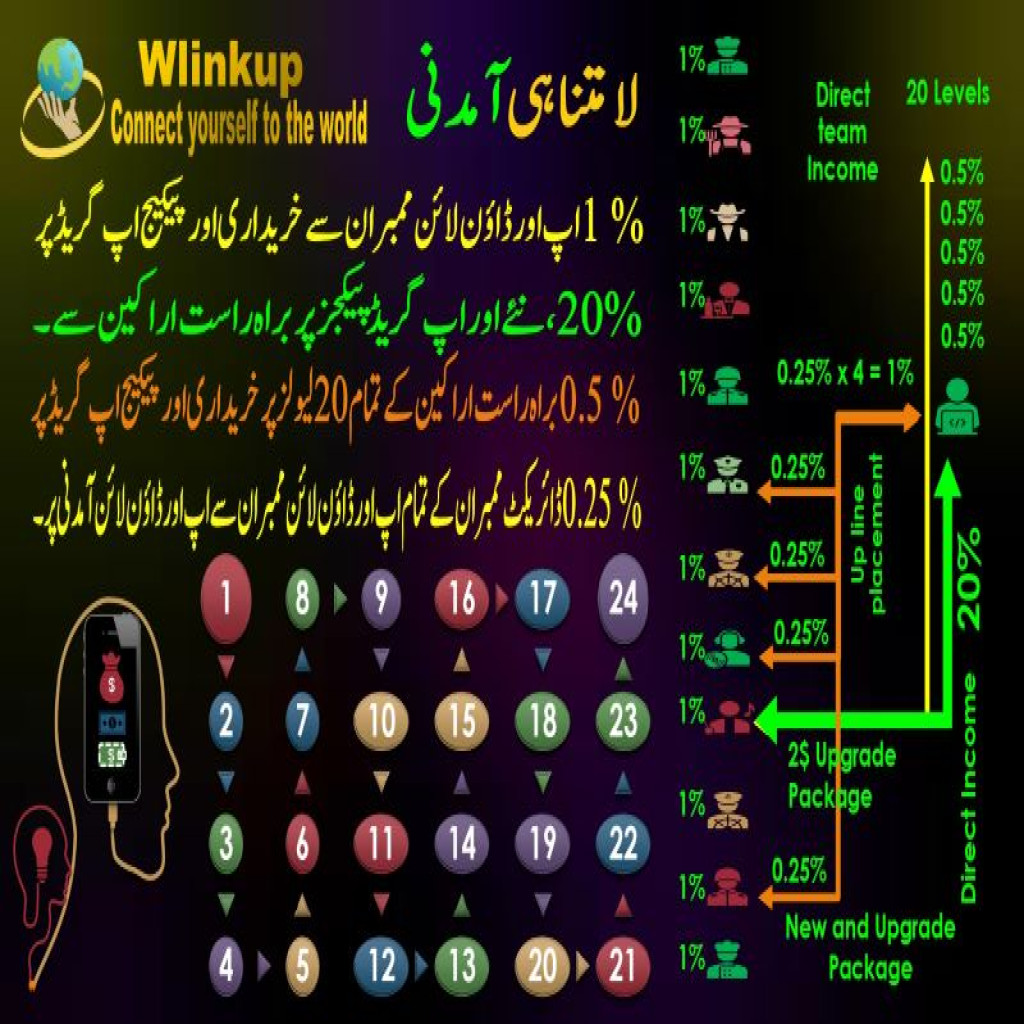 Wlinkup
Connect yourself to the world
لا متناہی آمدنی
1 % اپ اور ڈاؤن لائن ممبران سے خریداری اور پیکیج اپ گریڈ پر
20%، نئے اور اپ گریڈ پیکیجز پر براہ راست اراکین سے۔
0.5 % براہ راست اراکین کے تمام 20 لیولز پر خریداری اور پیکیج اپ گریڈ پر
0.25 % ڈائریکٹ ممبران کے تمام اپ اور ڈاؤن لائن ممبران سے اپ اور ڈاؤن لائن آمدنی پر۔
1 8 9 16 17 24
2 7 10 15 18 23
3 6 11 14 19 22
4 5 12 13 20 21
$
$
1%
1%
1%
1%
1%
1%
1%
1%
1%
1%
1%
1%
Direct
team
Income
20 Levels
0.5%
0.5%
0.5%
0.5%
0.5%
0.25% x 4 = 1%
0.25%
0.25%
0.25%
Up line
placement
2$ Upgrade
Package
0.25%
Direct Income 20%
New and Upgrade
Package